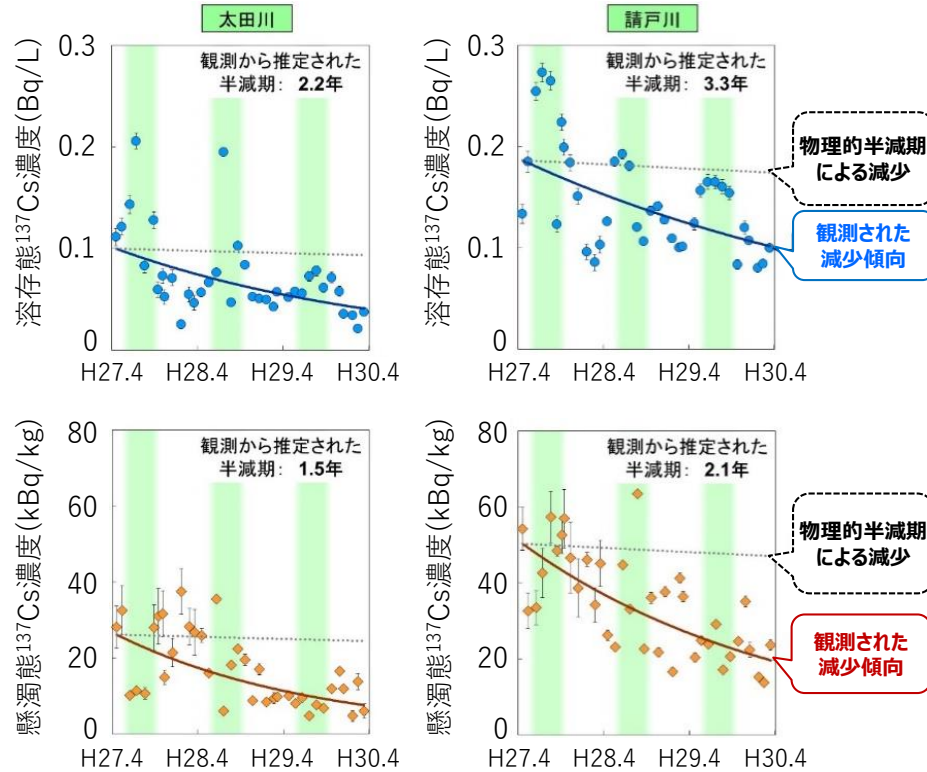 太田川
溶存態¹³⁷Cs濃度(Bq/L)
0.3
0.2
0.1
0
観測から推定された
半減期： 2.2年
H27.4 H28.4 H29.4 H30.4
請戸川
溶存態¹³⁷Cs濃度(Bq/L)
0.3
0.2
0.1
0
観測から推定された
半減期： 3.3年
H27.4 H28.4 H29.4 H30.4
物理的半減期
による減少
観測された
減少傾向
懸濁態¹³⁷Cs濃度(kBq/kg)
80
60
40
20
0
観測から推定された
半減期： 1.5年
H27.4 H28.4 H29.4 H30.4
懸濁態¹³⁷Cs濃度(kBq/kg)
80
60
40
20
0
観測から推定された
半減期： 2.1年
H27.4 H28.4 H29.4 H30.4
物理的半減期
による減少
観測された
減少傾向